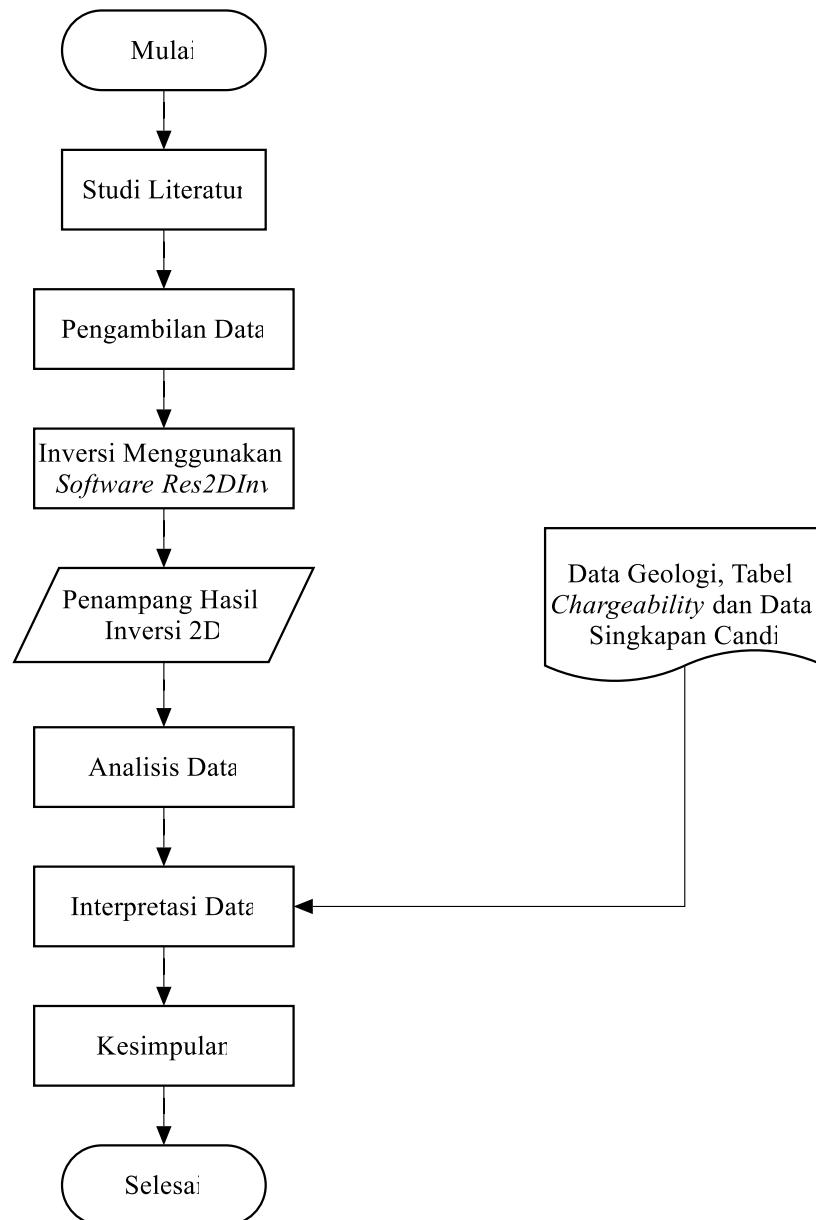 Mulai
Studi Literatur
Pengambilan Data
Inversi Menggunakan
Software Res2DInv
Penampang Hasil
Inversi 2D
Data Geologi, Tabel
Chargeability dan Data
Singkapan Candi
Analisis Data
Interpretasi Data
Kesimpulan
Selesai